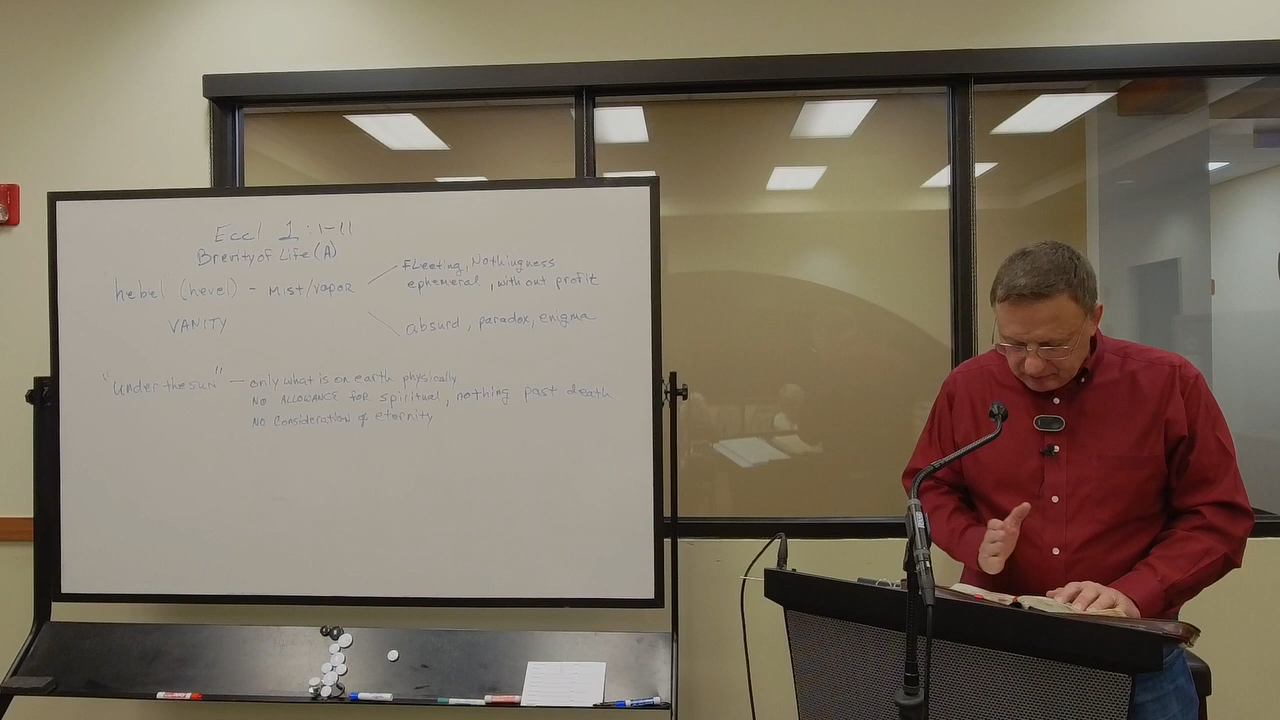 Eccl 1:1-11
Brevity of Life (A)
hebel (hevel) - Mist/vapor
Fleeting, Nothingness
ephemeral, without profit
VANITY
absurd, paradox, enigma
"under the sun" — only what is on earth physically
No ALLOWANCE for spiritual, nothing past death
No Consideration of eternity